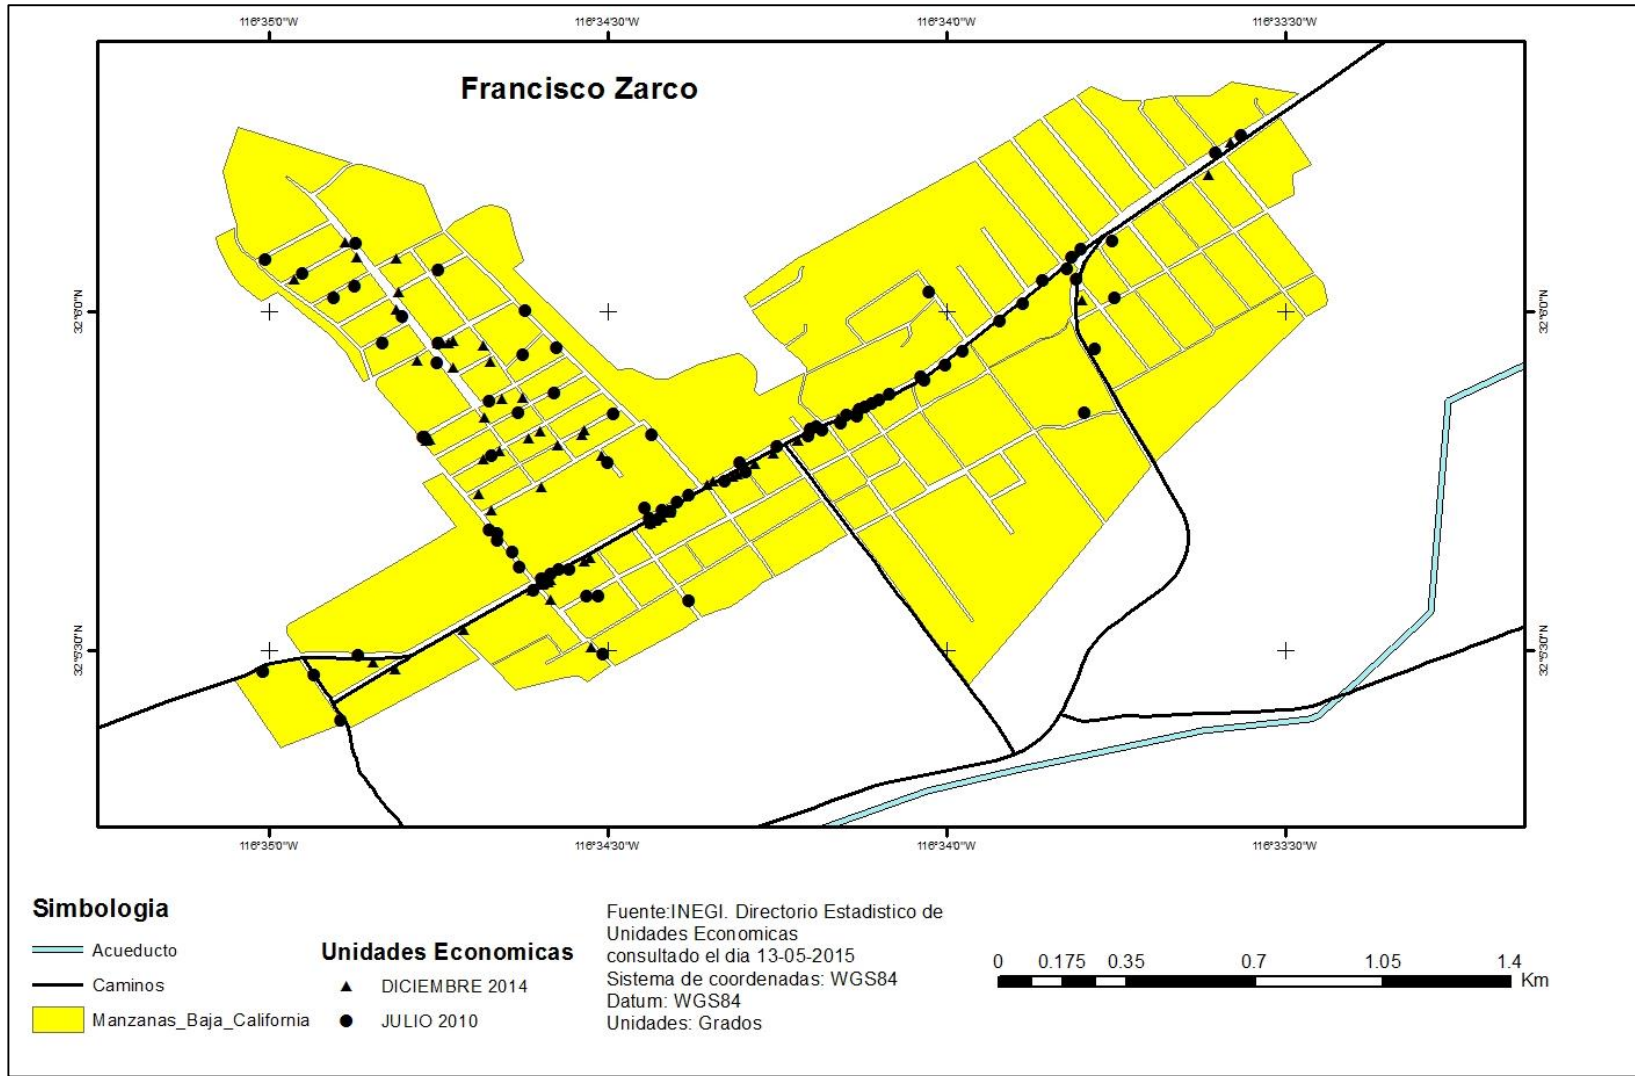 116°35'0"W 116°34'30"W 116°34'0"W 116°33'30"W
Francisco Zarco
32°6'0"N 32°6'0"N
32°5'30"N 32°5'30"N
116°35'0"W 116°34'30"W 116°34'0"W 116°33'30"W
Simbologia
Acueducto
Caminos
Manzanas_Baja_California
Unidades Economicas
DICIEMBRE 2014
JULIO 2010
Fuente:INEGI. Directorio Estadistico de
Unidades Economicas
consultado el dia 13-05-2015
Sistema de coordenadas: WGS84
Datum: WGS84
Unidades: Grados
0 0.175 0.35 0.7 1.05 1.4
Km